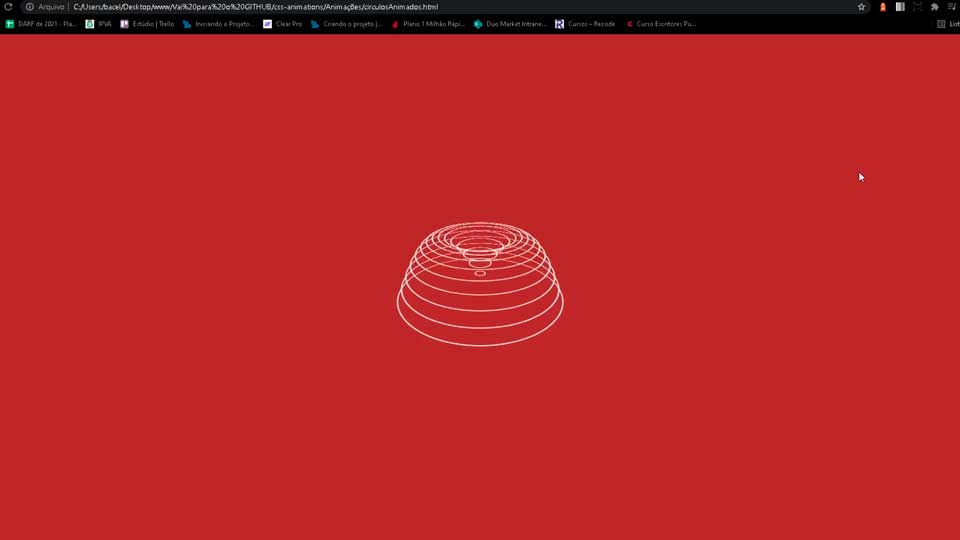 Arquivo | C:/Users/bacel/Desktop/www/Vai%20para%20o%20GITHUB/css-animations/Animações/circulosAnimados.html
DARF de 2021 - Pla... IPVA Estúdio | Trello Iniciando o Projeto... Clear Pro Criando o projeto |... Plano 1 Milhão Rápi... Duo Market Intrane... Cursos – Recode Curso Escritores Pu... List